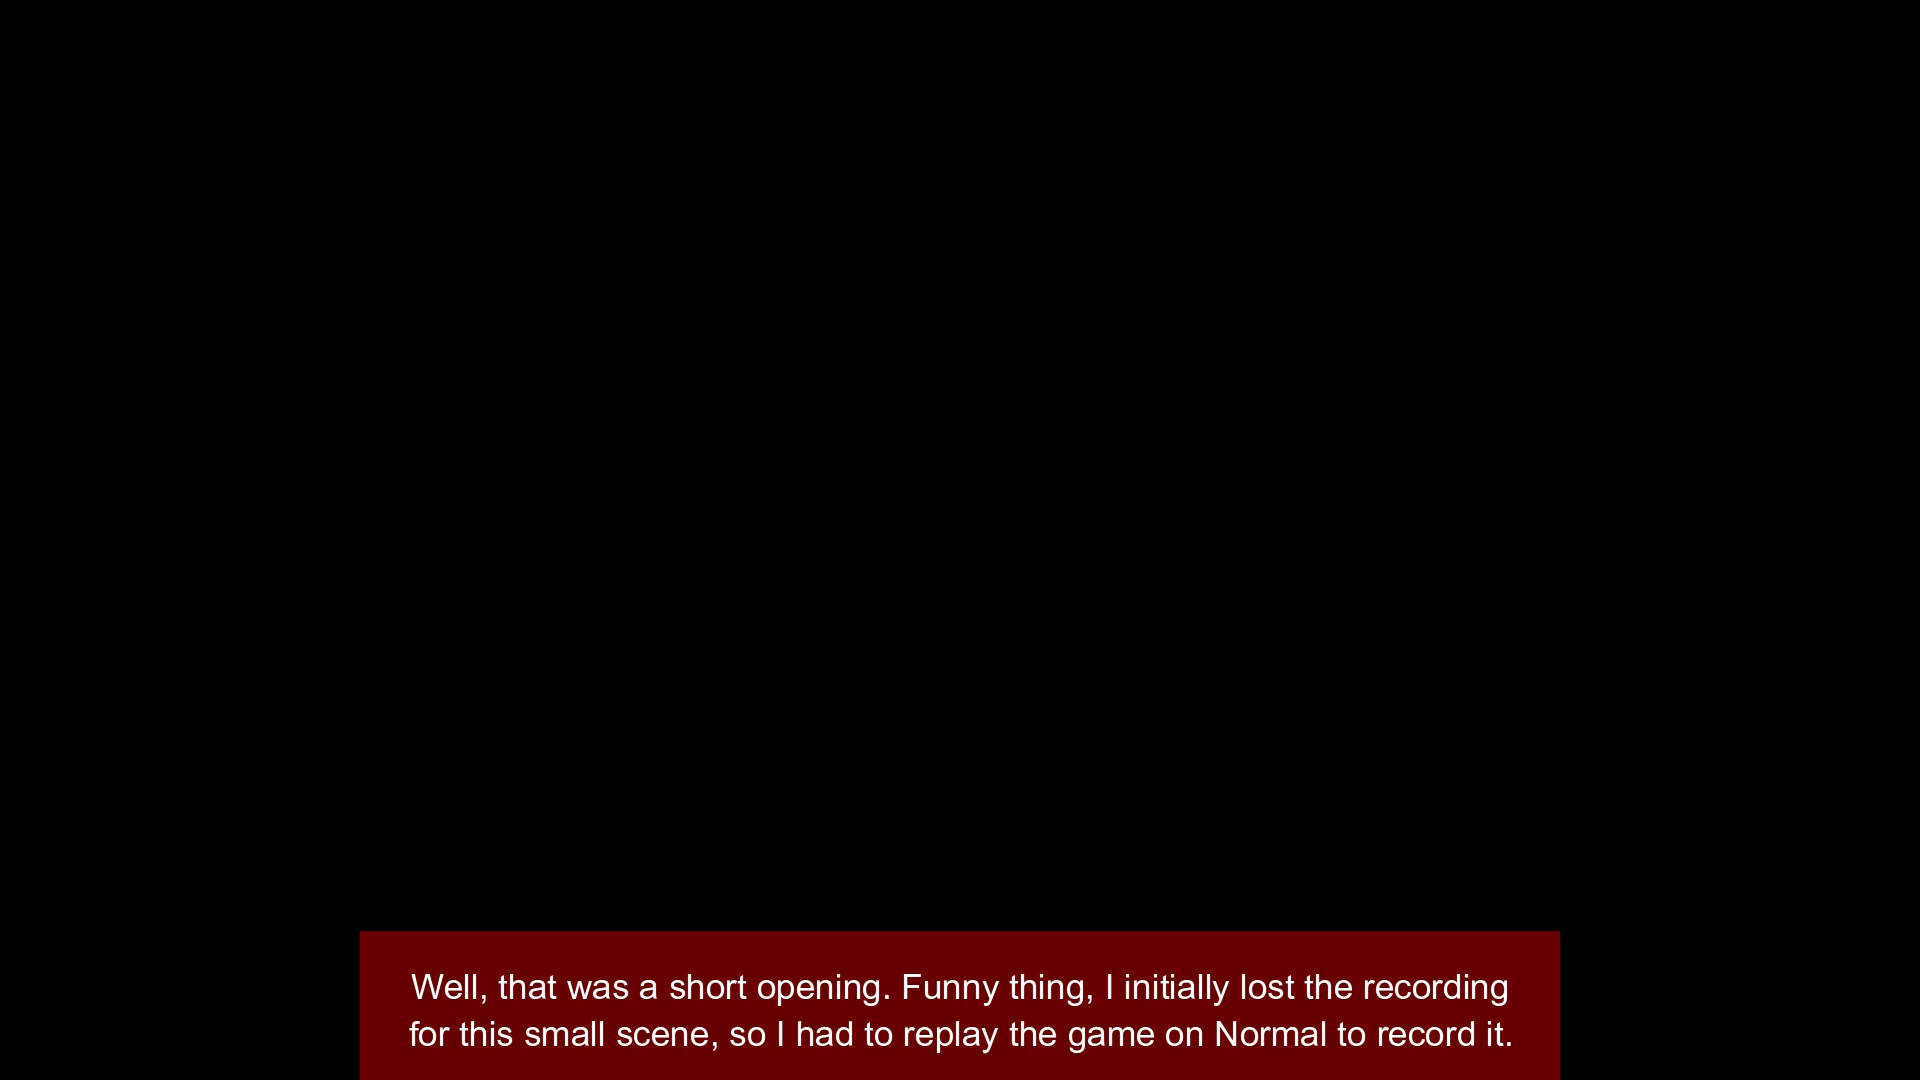 Well, that was a short opening. Funny thing, I initially lost the recording
for this small scene, so I had to replay the game on Normal to record it.